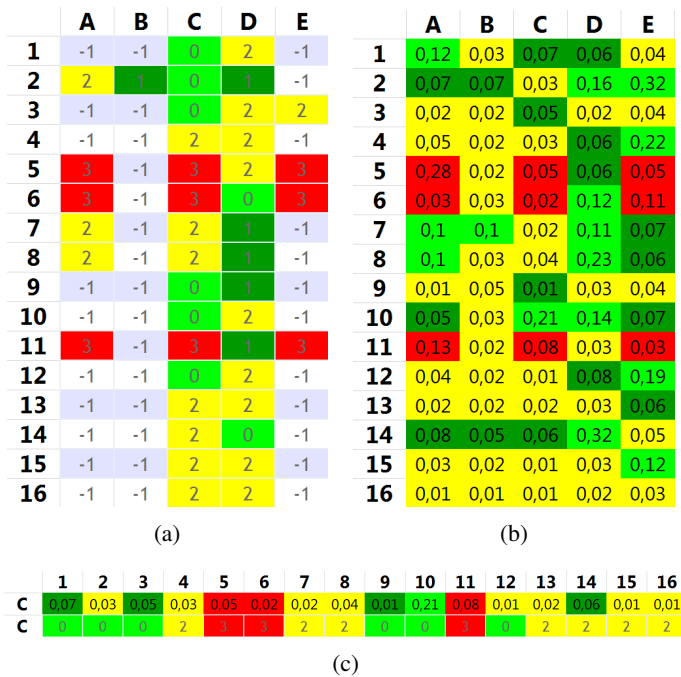 A B C D E
1 -1 -1 0 2 -1
2 2 1 0 1 -1
3 -1 -1 0 2 2
4 -1 -1 2 2 -1
5 3 -1 3 2 3
6 3 -1 3 0 3
7 2 -1 2 1 -1
8 2 -1 2 1 -1
9 -1 -1 0 1 -1
10 -1 -1 0 2 -1
11 3 -1 3 1 3
12 -1 -1 0 2 -1
13 -1 -1 2 2 -1
14 -1 -1 2 0 -1
15 -1 -1 2 2 -1
16 -1 -1 2 2 -1
(a)
A B C D E
1 0,12 0,03 0,07 0,06 0,04
2 0,07 0,07 0,03 0,16 0,32
3 0,02 0,02 0,05 0,02 0,04
4 0,05 0,02 0,03 0,06 0,22
5 0,28 0,02 0,05 0,06 0,05
6 0,03 0,03 0,02 0,12 0,11
7 0,1 0,1 0,02 0,11 0,07
8 0,1 0,03 0,04 0,23 0,06
9 0,01 0,05 0,01 0,03 0,04
10 0,05 0,03 0,21 0,14 0,07
11 0,13 0,02 0,08 0,03 0,03
12 0,04 0,02 0,01 0,08 0,19
13 0,02 0,02 0,02 0,03 0,06
14 0,08 0,05 0,06 0,32 0,05
15 0,03 0,02 0,01 0,03 0,12
16 0,01 0,01 0,01 0,02 0,03
(b)
1 2 3 4 5 6 7 8 9 10 11 12 13 14 15 16
C 0,07 0,03 0,05 0,03 0,05 0,02 0,02 0,04 0,01 0,21 0,08 0,01 0,02 0,06 0,01 0,01
C 0 0 0 2 3 3 2 2 0 0 3 0 2 2 2 2
(c)